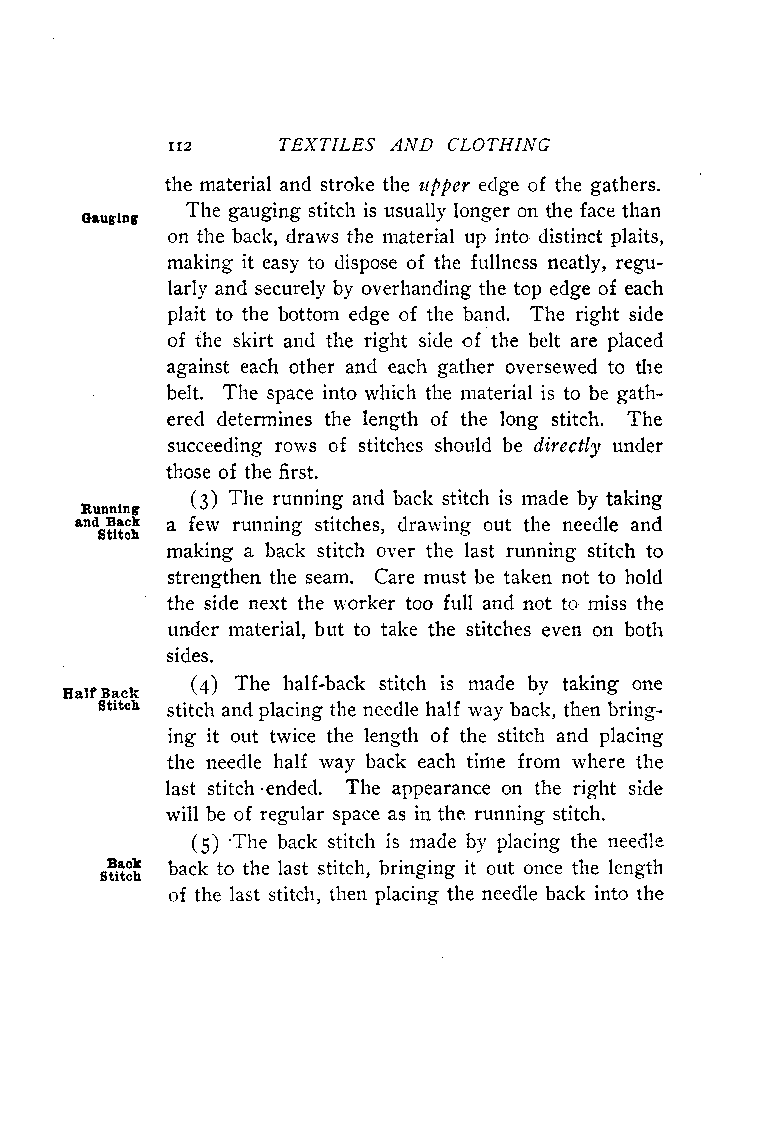 112 TEXTILES AND CLOTHING
the material and stroke the upper edge of the gathers.
Gauging
The gauging stitch is usually longer on the face than
on the back, draws the material up into distinct plaits,
making it easy to dispose of the fullness neatly, regu-
larly and securely by overhanding the top edge of each
plait to the bottom edge of the band. The right side
of the skirt and the right side of the belt are placed
against each other and each gather oversewed to the
belt. The space into which the material is to be gath-
ered determines the length of the long stitch. The
succeeding rows of stitches should be directly under
those of the first.
Running
and Back
Stitch
(3) The running and back stitch is made by taking
a few running stitches, drawing out the needle and
making a back stitch over the last running stitch to
strengthen the seam. Care must be taken not to hold
the side next the worker too full and not to miss the
under material, but to take the stitches even on both
sides.
Half Back
Stitch
(4) The half-back stitch is made by taking one
stitch and placing the needle half way back, then bring-
ing it out twice the length of the stitch and placing
the needle half way back each time from where the
last stitch ended. The appearance on the right side
will be of regular space as in the running stitch.
Back
Stitch
(5) The back stitch is made by placing the needle
back to the last stitch, bringing it out once the length
of the last stitch, then placing the needle back into the